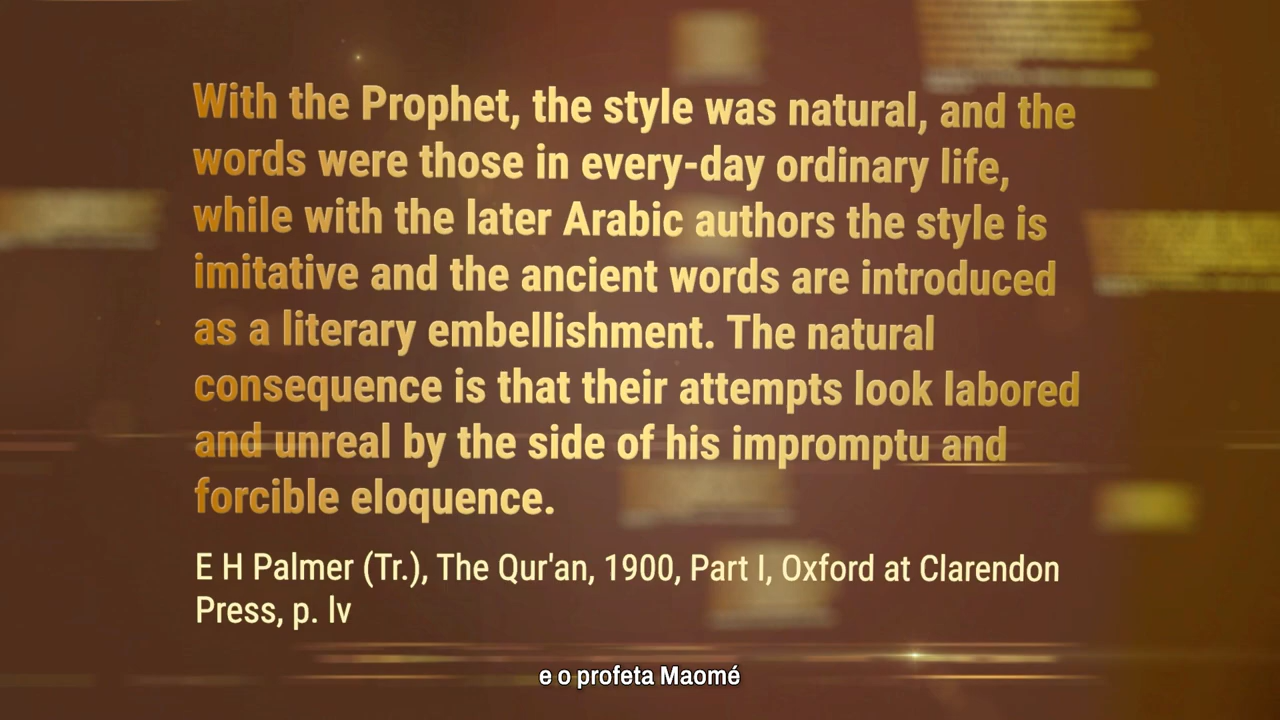 With the Prophet, the style was natural, and the
words were those in every-day ordinary life,
while with the later Arabic authors the style is
imitative and the ancient words are introduced
as a literary embellishment. The natural
consequence is that their attempts look labored
and unreal by the side of his impromptu and
forcible eloquence.
E H Palmer (Tr.), The Qur'an, 1900, Part I, Oxford at Clarendon
Press, p. lv
e o profeta Maomé